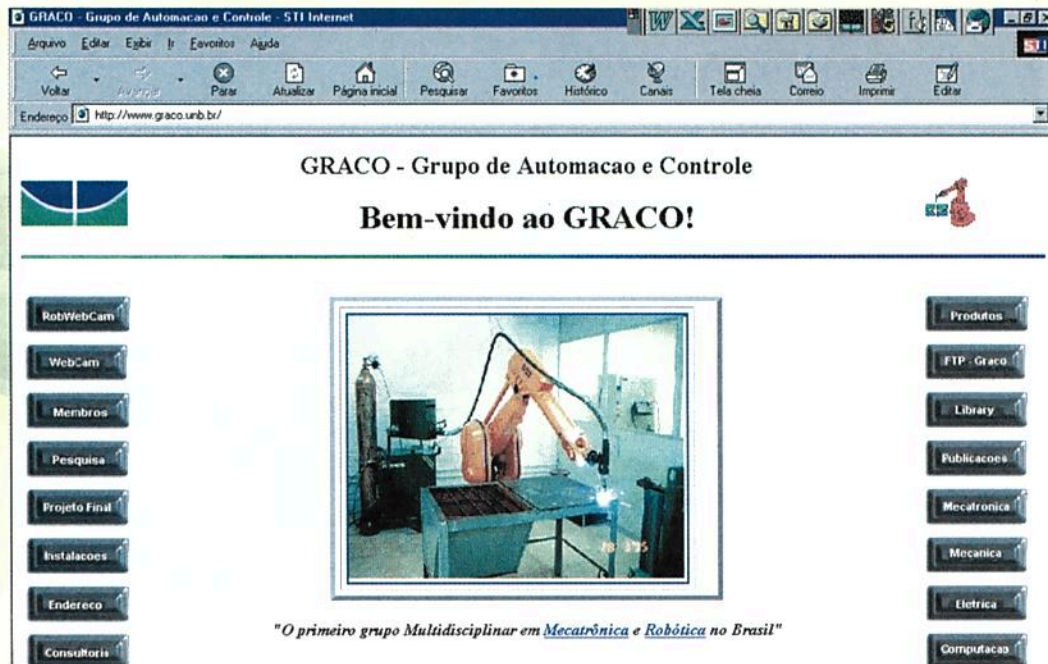 GRACO - Grupo de Automacao e Controle - STI Internet
Arquivo Editar Exibir Ir Favoritos Ajuda
STI
Voltar Avançar Parar Atualizar Página inicial Pesquisar Favoritos Histórico Canais Tela cheia Correio Imprimir Editar
Endereço http://www.graco.unb.br/
GRACO - Grupo de Automacao e Controle
Bem-vindo ao GRACO!
RobWebCam
WebCam
Membros
Pesquisa
Projeto Final
Instalacoes
Endereco
Consultoria
Produtos
FTP - Graco
Library
Publicacoes
Mecatronica
Mecanica
Eletrica
Computacao
"O primeiro grupo Multidisciplinar em Mecatrônica e Robótica no Brasil"